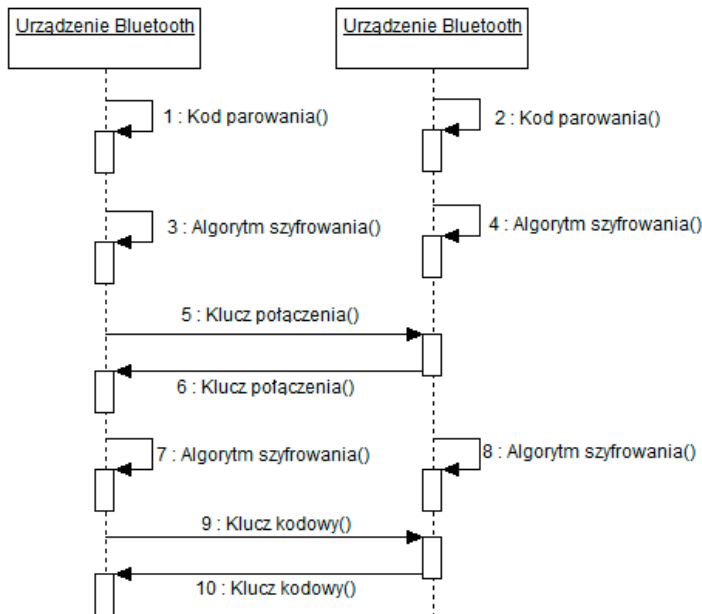 Urządzenie Bluetooth
Urządzenie Bluetooth
1 : Kod parowania()
2 : Kod parowania()
3 : Algorytm szyfrowania()
4 : Algorytm szyfrowania()
5 : Klucz połączenia()
6 : Klucz połączenia()
7 : Algorytm szyfrowania()
8 : Algorytm szyfrowania()
9 : Klucz kodowy()
10 : Klucz kodowy()